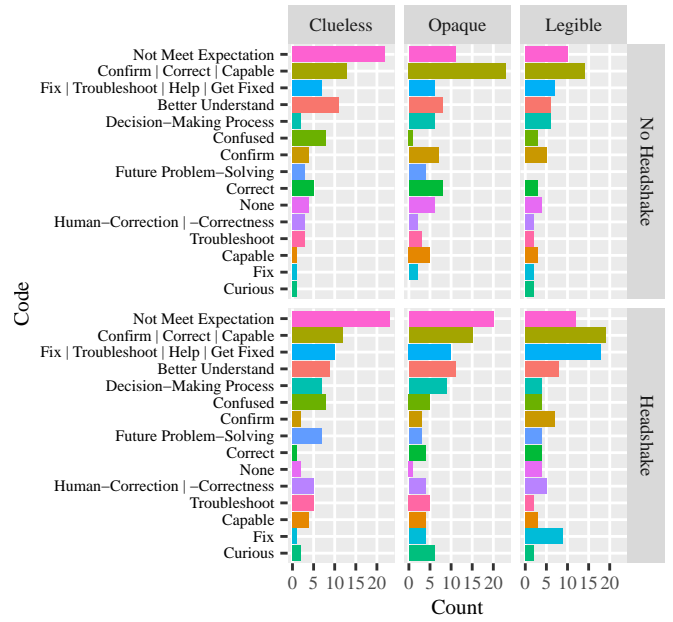 Clueless Opaque Legible
Not Meet Expectation
Confirm | Correct | Capable
Fix | Troubleshoot | Help | Get Fixed
Better Understand
Decision−Making Process
Confused
Confirm
Future Problem−Solving
Correct
None
Human−Correction | −Correctness
Troubleshoot
Capable
Fix
Curious
No Headshake
Not Meet Expectation
Confirm | Correct | Capable
Fix | Troubleshoot | Help | Get Fixed
Better Understand
Decision−Making Process
Confused
Confirm
Future Problem−Solving
Correct
None
Human−Correction | −Correctness
Troubleshoot
Capable
Fix
Curious
Headshake
0 5 10 15 20 0 5 10 15 20 0 5 10 15 20
Count
Code